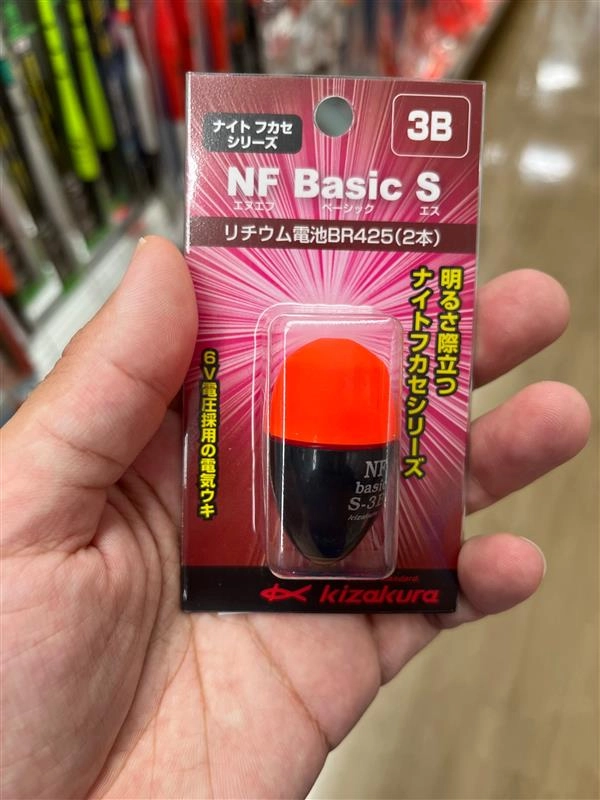 ナイト フカセ
シリーズ
3B
NF Basic S
エヌエフ ベーシック エス
リチウム電池BR425(2本)
明るさ際立つ
ナイトフカセシリーズ
6V電圧採用の電気ウキ
NF
basic
S-3B
kizakura
kizakura